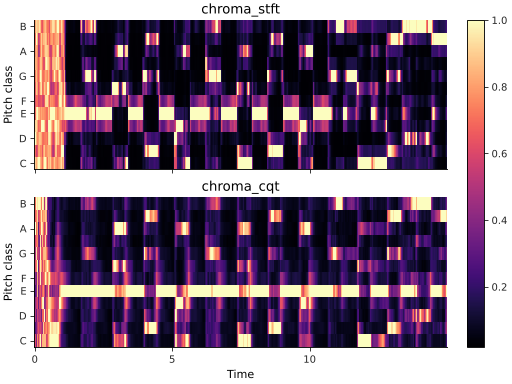 chroma_stft
B
A
G
F
E
D
C
Pitch class
1.0
0.8
0.6
0.4
0.2
chroma_cqt
B
A
G
F
E
D
C
Pitch class
0
5
10
Time